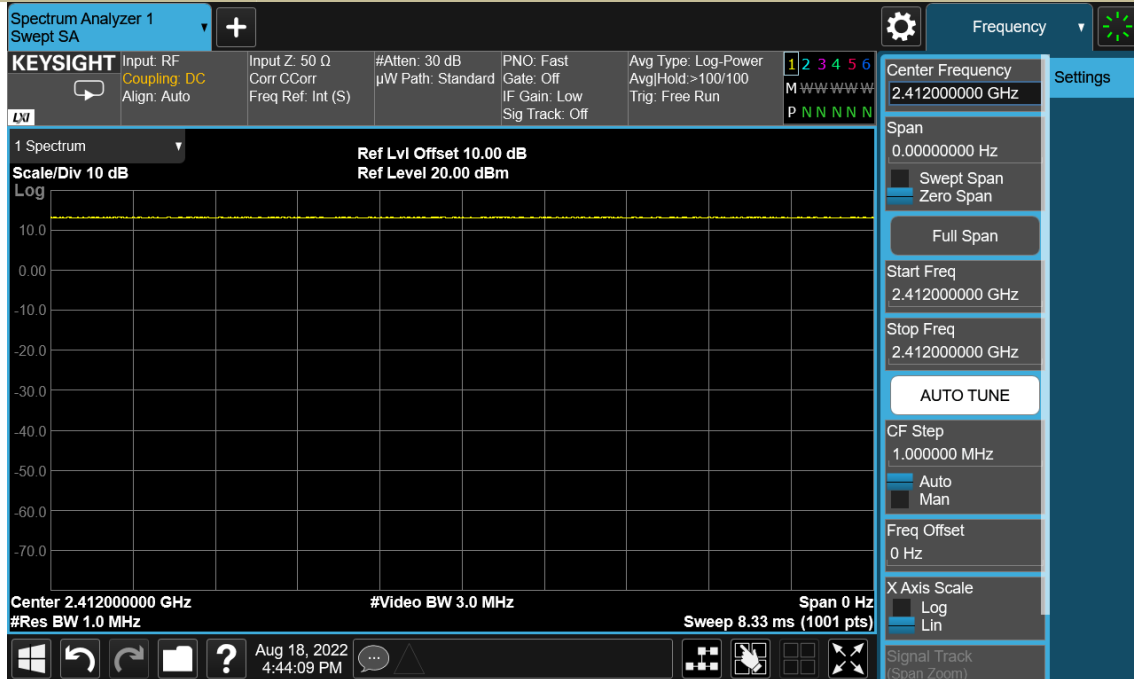 Spectrum Analyzer 1
Swept SA
Frequency
KEYSIGHT
LXI
Input: RF
Coupling: DC
Align: Auto
Input Z: 50 Ω
Corr CCorr
Freq Ref: Int (S)
#Atten: 30 dB
µW Path: Standard
PNO: Fast
Gate: Off
IF Gain: Low
Sig Track: Off
Avg Type: Log-Power
Avg|Hold:>100/100
Trig: Free Run
1 2 3 4 5 6
M W W W W W
P N N N N N
1 Spectrum
Scale/Div 10 dB
Log
Ref Lvl Offset 10.00 dB
Ref Level 20.00 dBm
10.0
0.00
-10.0
-20.0
-30.0
-40.0
-50.0
-60.0
-70.0
Center 2.412000000 GHz
#Res BW 1.0 MHz
#Video BW 3.0 MHz
Span 0 Hz
Sweep 8.33 ms (1001 pts)
?
Aug 18, 2022
4:44:09 PM
Center Frequency
2.412000000 GHz
Settings
Span
0.00000000 Hz
Swept Span
Zero Span
Full Span
Start Freq
2.412000000 GHz
Stop Freq
2.412000000 GHz
AUTO TUNE
CF Step
1.000000 MHz
Auto
Man
Freq Offset
0 Hz
X Axis Scale
Log
Lin
Signal Track
(Span Zoom)